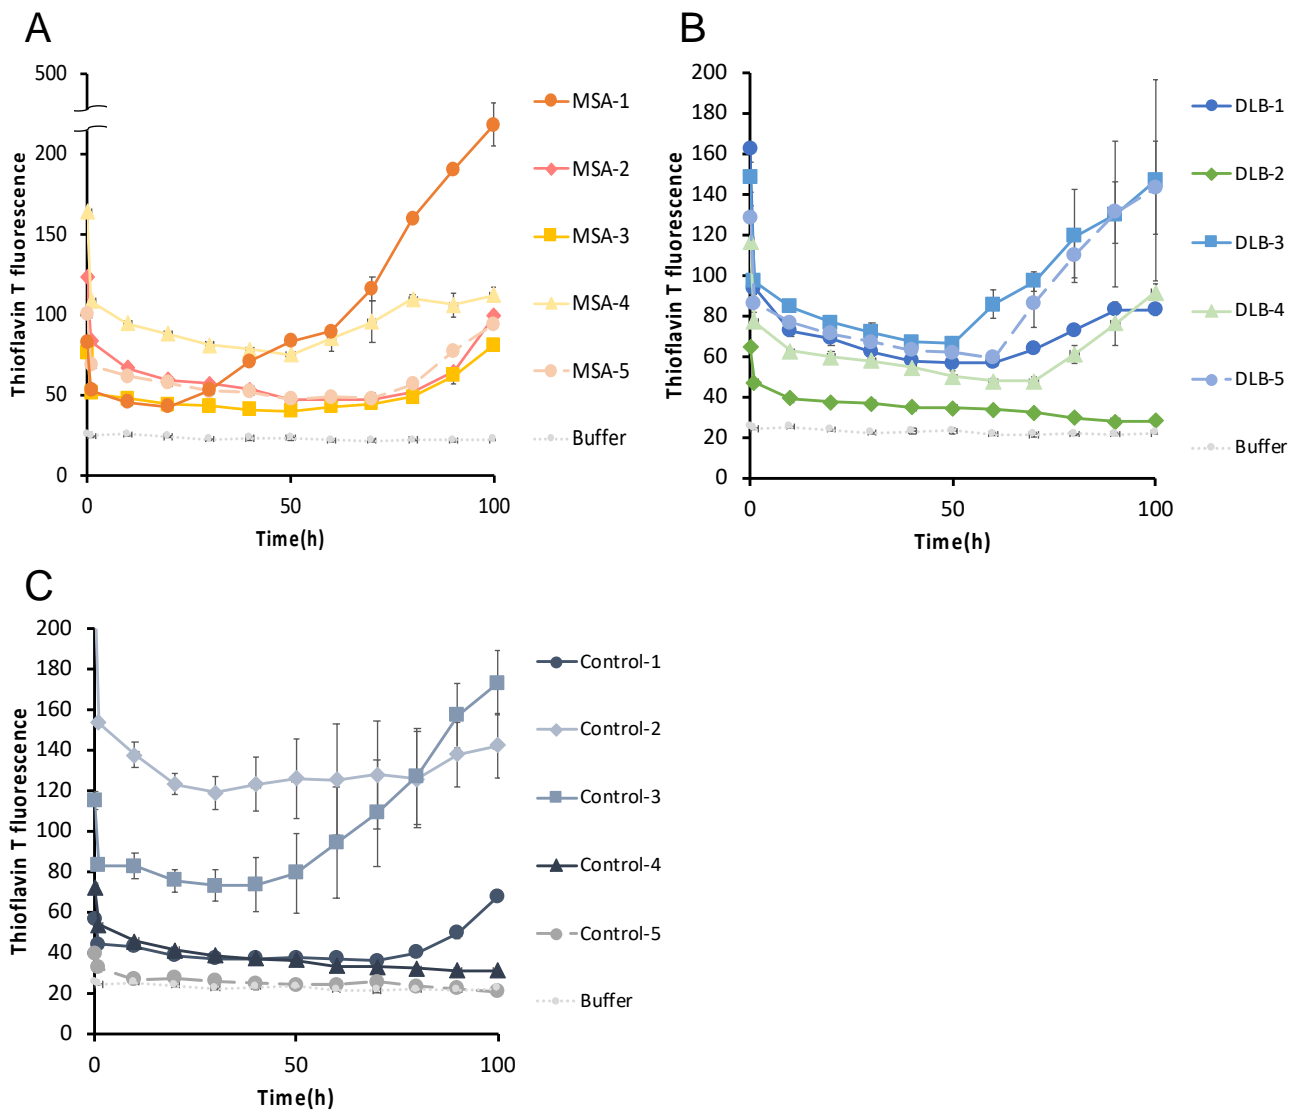 A
Thioflavin T fluorescence
500
200
150
100
50
0
0 50 100
Time(h)
MSA-1
MSA-2
MSA-3
MSA-4
MSA-5
Buffer
B
Thioflavin T fluorescence
200
180
160
140
120
100
80
60
40
20
0
0 50 100
Time(h)
DLB-1
DLB-2
DLB-3
DLB-4
DLB-5
Buffer
C
Thioflavin T fluorescence
200
180
160
140
120
100
80
60
40
20
0
0 50 100
Time(h)
Control-1
Control-2
Control-3
Control-4
Control-5
Buffer